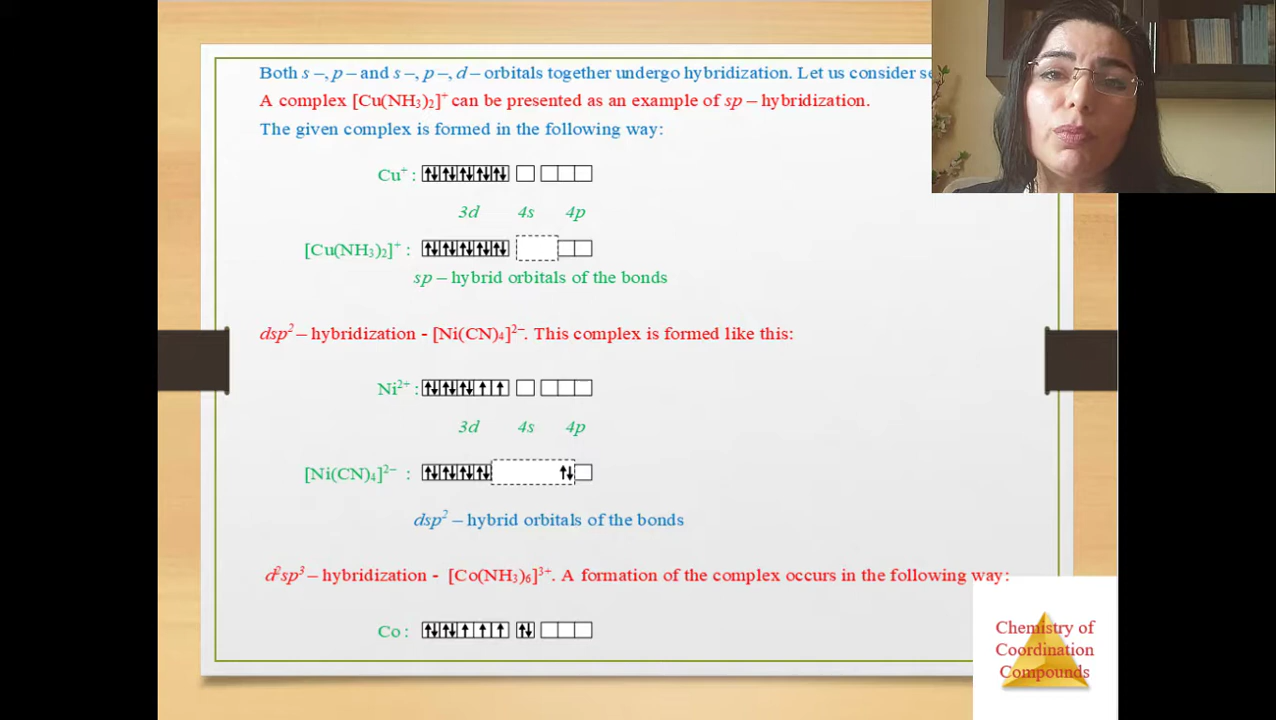 Both s –, p – and s –, p –, d – orbitals together undergo hybridization. Let us consider
A complex [Cu(NH₃)₂]⁺ can be presented as an example of sp – hybridization.
The given complex is formed in the following way:
Cu⁺ :
3d 4s 4p
[Cu(NH₃)₂]⁺ :
sp – hybrid orbitals of the bonds
dsp² – hybridization - [Ni(CN)₄]²⁻. This complex is formed like this:
Ni²⁺ :
3d 4s 4p
[Ni(CN)₄]²⁻ :
dsp² – hybrid orbitals of the bonds
d²sp³ – hybridization - [Co(NH₃)₆]³⁺. A formation of the complex occurs in the following way:
Co :
Chemistry of
Coordination
Compounds